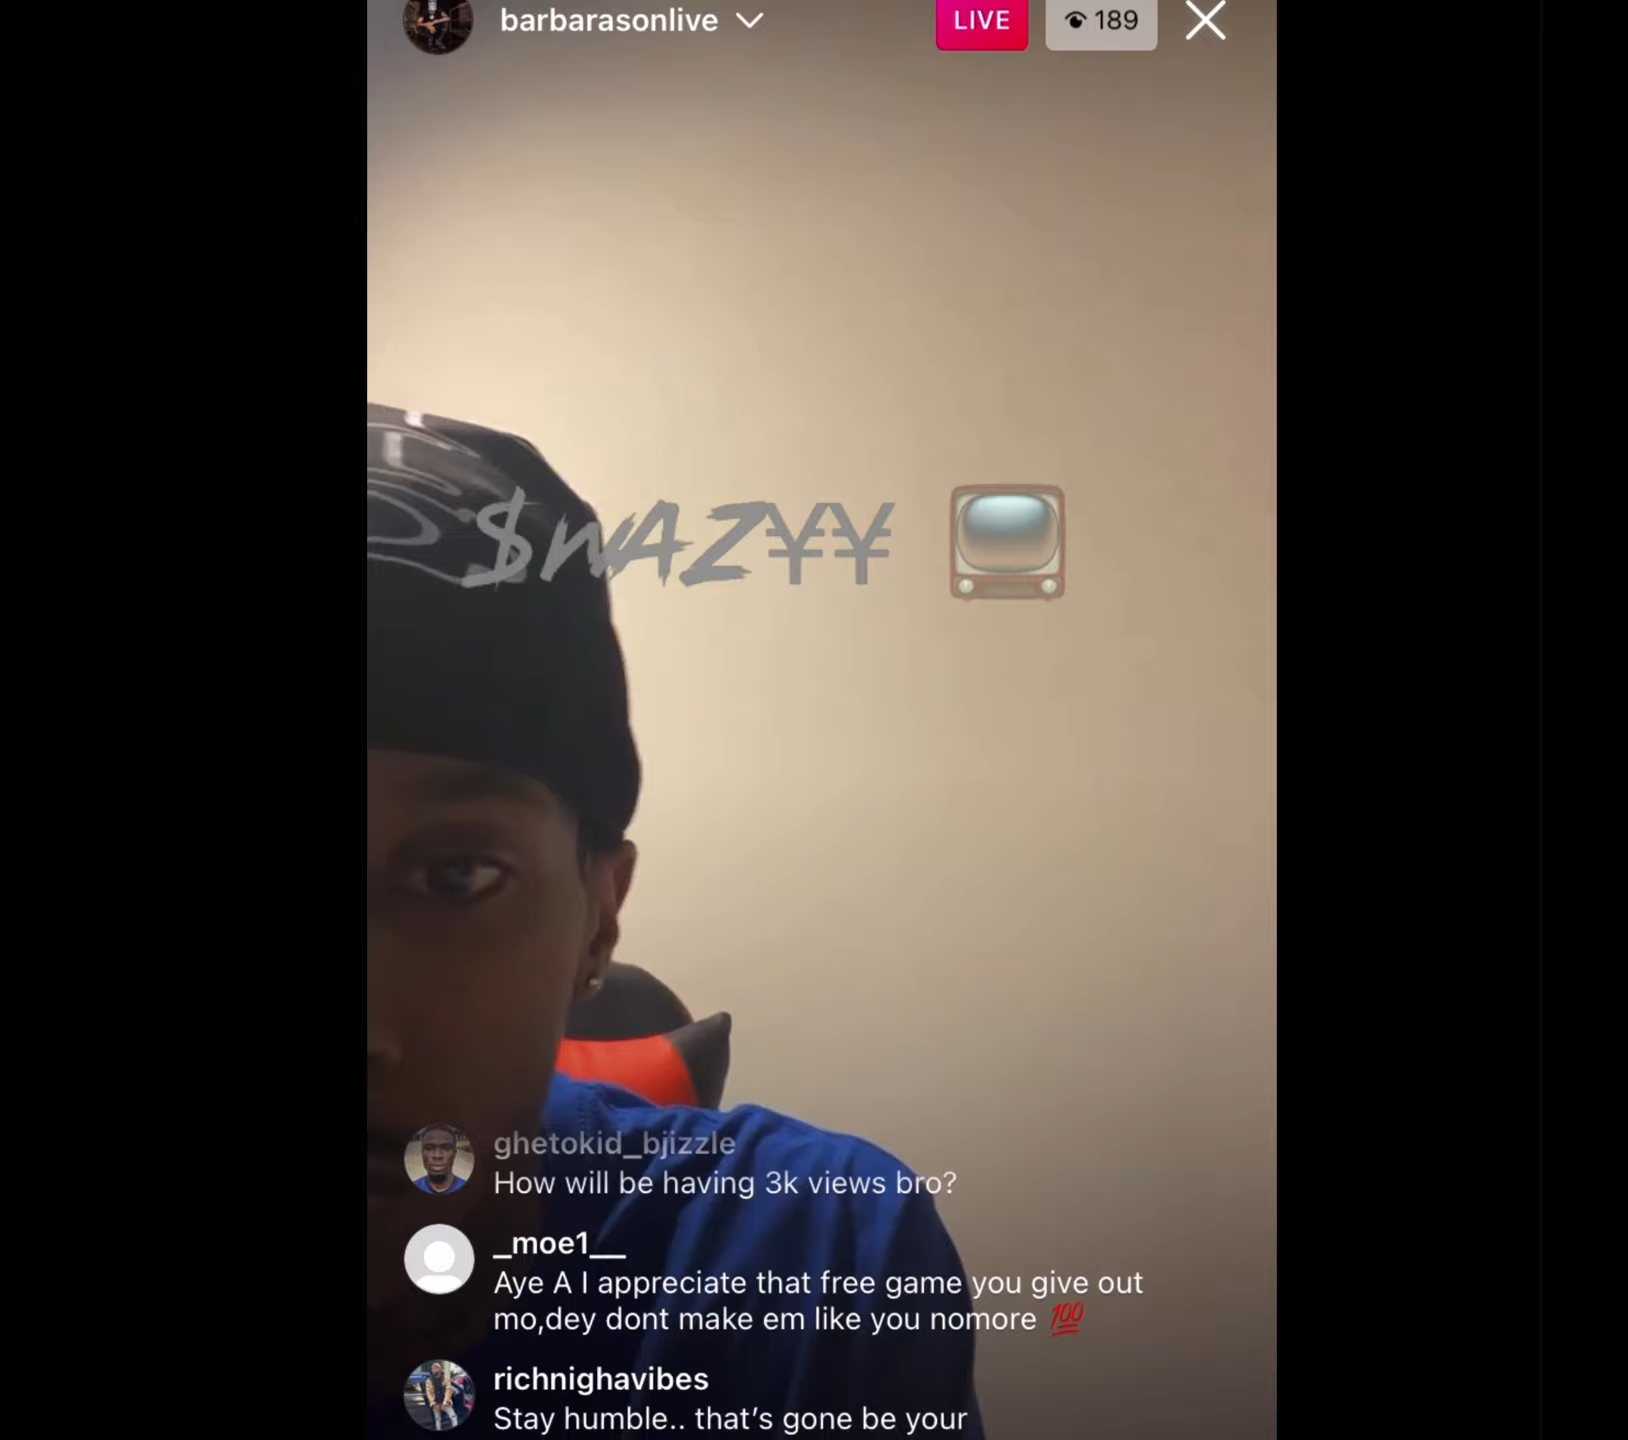 barbarasonlive
LIVE
189
$WAZ¥¥
ghetokid_bjizzle
How will be having 3k views bro?
_moe1__
Aye A I appreciate that free game you give out
mo,dey dont make em like you nomore 💯
richnighavibes
Stay humble.. that's gone be your